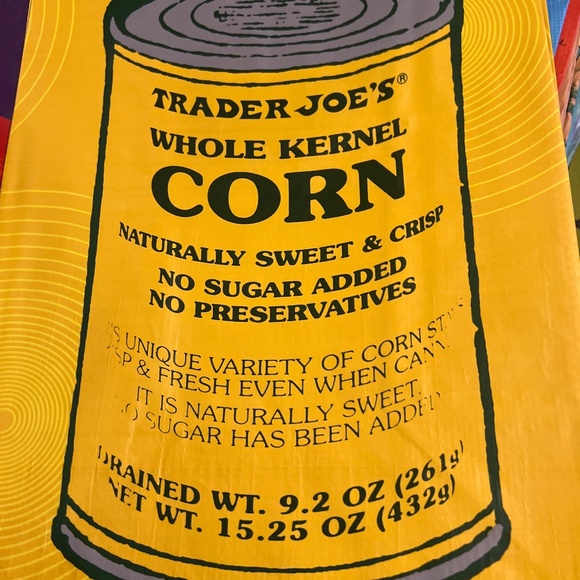 TRADER JOE'S®
WHOLE KERNEL
CORN
NATURALLY SWEET & CRISP
NO SUGAR ADDED
NO PRESERVATIVES
UNIQUE VARIETY OF CORN
& FRESH EVEN WHEN
IT IS NATURALLY SWEET.
SUGAR HAS BEEN ADDED
DRAINED WT. 9.2 OZ (261g)
NET WT. 15.25 OZ (432g)